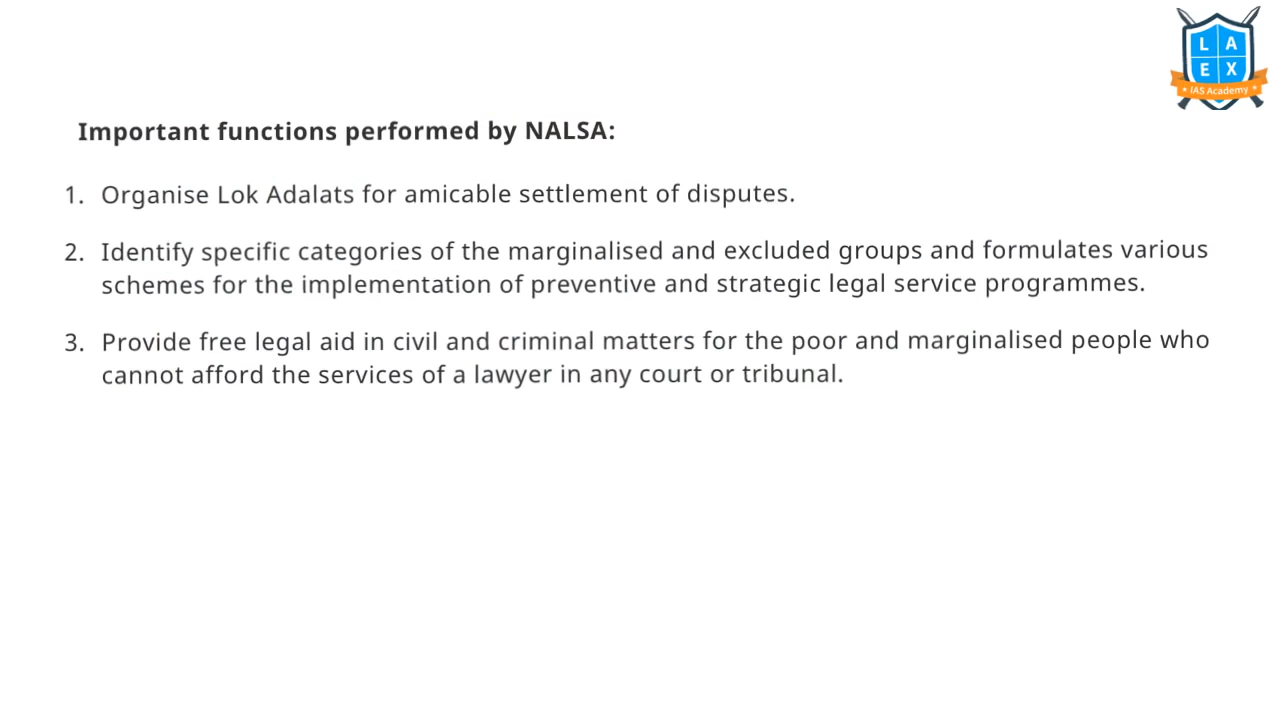 L A
E X
IAS Academy
Important functions performed by NALSA:
1. Organise Lok Adalats for amicable settlement of disputes.
2. Identify specific categories of the marginalised and excluded groups and formulates various
schemes for the implementation of preventive and strategic legal service programmes.
3. Provide free legal aid in civil and criminal matters for the poor and marginalised people who
cannot afford the services of a lawyer in any court or tribunal.